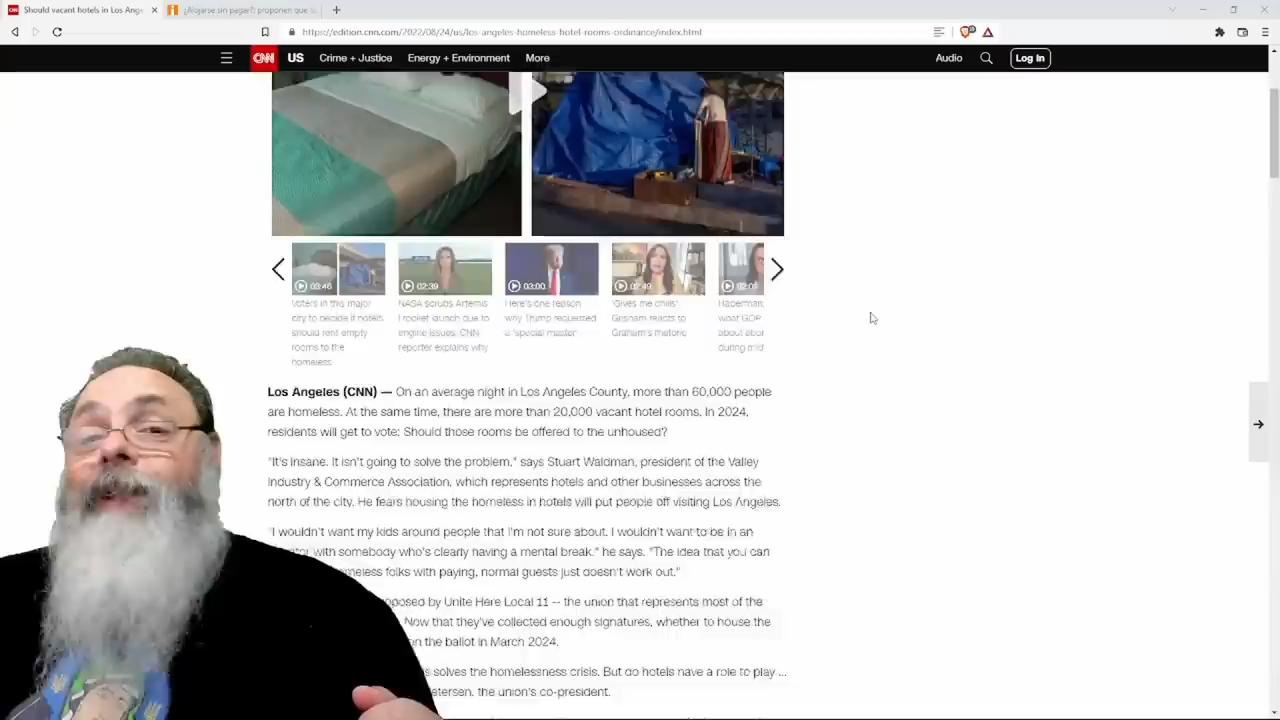 Should vacant hotels in Los Ang
¿Alojarse sin pagar?: proponen que
https://edition.cnn.com/2022/08/24/us/los-angeles-homeless-hotel-rooms-ordinance/index.html
CNN US Crime + Justice Energy + Environment More Audio Log In
03:46 02:39 03:00 02:49
Voters in this major
city to decide if hotels
should rent empty
rooms to the
homeless
NASA scrubs Artemis
I rocket launch due to
engine issues. CNN
reporter explains why
Here's one reason
why Trump requested
a 'special master'
'Gives me chills':
Grisham reacts to
Graham's rhetoric
Haberman:
what GOP
during mid
Los Angeles (CNN) — On an average night in Los Angeles County, more than 60,000 people
are homeless. At the same time, there are more than 20,000 vacant hotel rooms. In 2024,
residents will get to vote: Should those rooms be offered to the unhoused?
"It's insane. It isn't going to solve the problem," says Stuart Waldman, president of the Valley
Industry & Commerce Association, which represents hotels and other businesses across the
north of the city. He fears housing the homeless in hotels will put people off visiting Los Angeles.
"I wouldn't want my kids around people that I'm not sure about. I wouldn't want to be in an
with somebody who's clearly having a mental break." he says. "The idea that you can
folks with paying, normal guests just doesn't work out."
posed by Unite Here Local 11 -- the union that represents most of the
Now that they've collected enough signatures, whether to house the
on the ballot in March 2024.
solves the homelessness crisis. But do hotels have a role to play ...
etersen, the union's co-president.